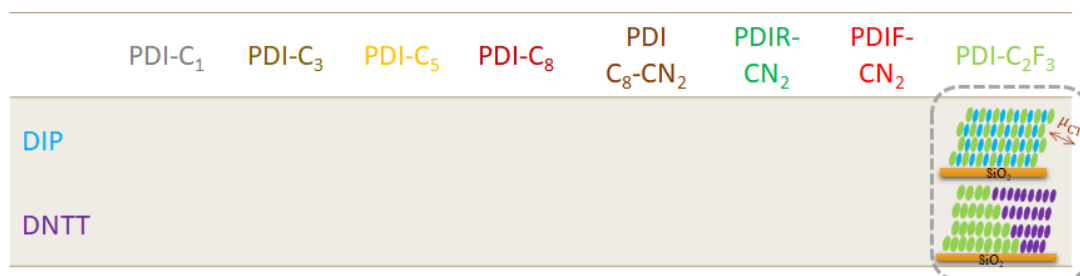 PDI-C₁ PDI-C₃ PDI-C₅ PDI-C₈ PDI C₈-CN₂ PDIR-CN₂ PDIF-CN₂ PDI-C₂F₃
DIP
μCT
SiO₂
DNTT
SiO₂